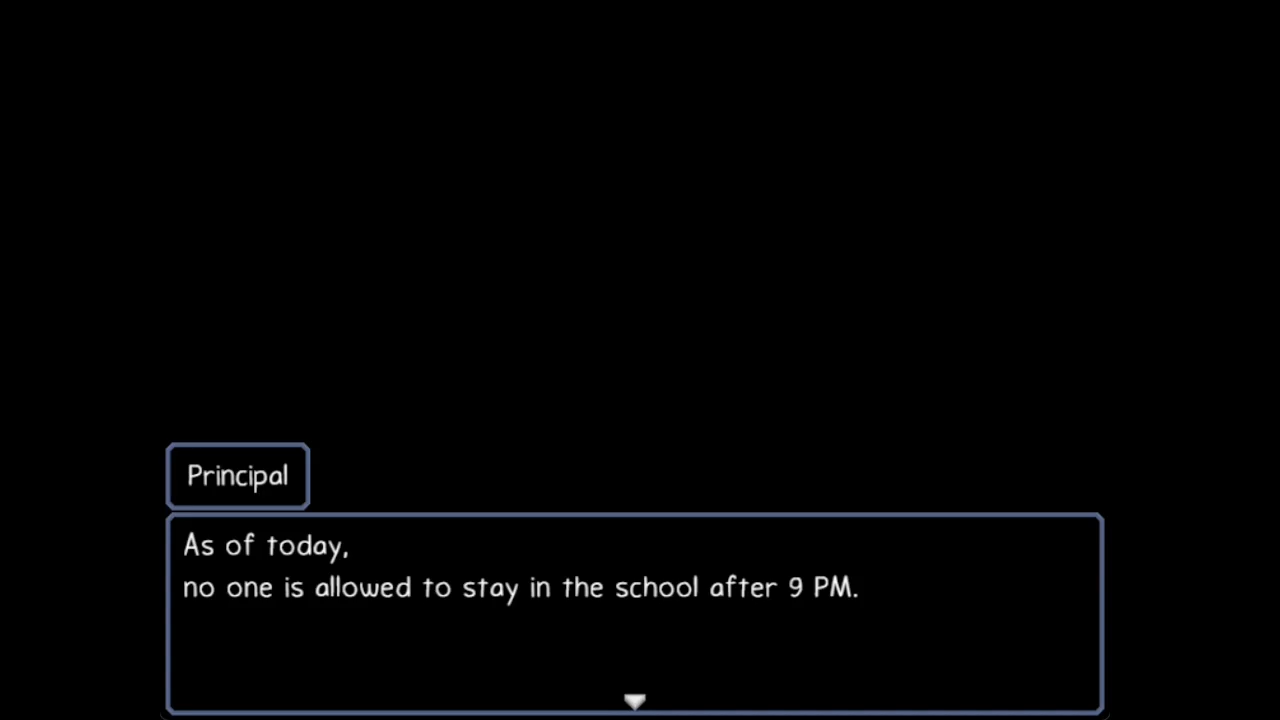 Principal
As of today,
no one is allowed to stay in the school after 9 PM.